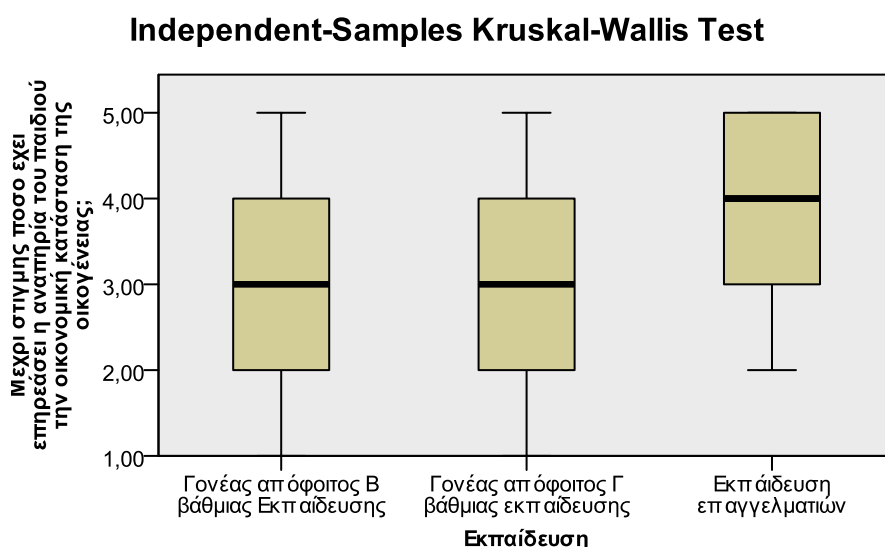 Independent-Samples Kruskal-Wallis Test
Μεχρι στιγμης ποσο εχει
επηρεάσει η αναπηρία του παιδιού
την οικονομική κατάσταση της
οικογένειας;
5,00
4,00
3,00
2,00
1,00
Γονέας απόφοιτος Β
βάθμιας Εκπαίδευσης
Γονέας απόφοιτος Γ
βάθμιας εκπαίδευσης
Εκπάιδευση
επαγγελματιών
Εκπαίδευση